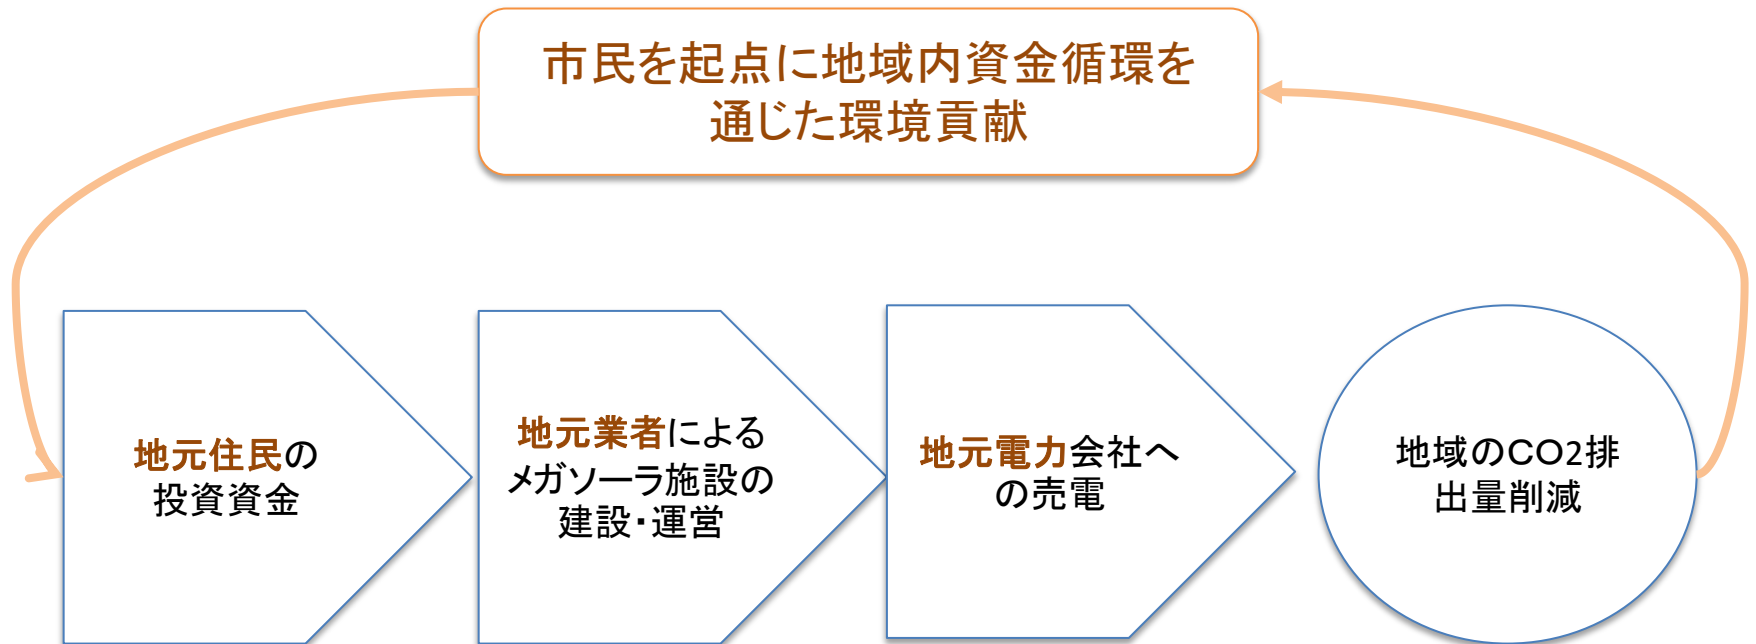 市民を起点に地域内資金循環を
通じた環境貢献
地元住民の
投資資金
地元業者による
メガソーラ施設の
建設・運営
地元電力会社へ
の売電
地域のCO2排
出量削減